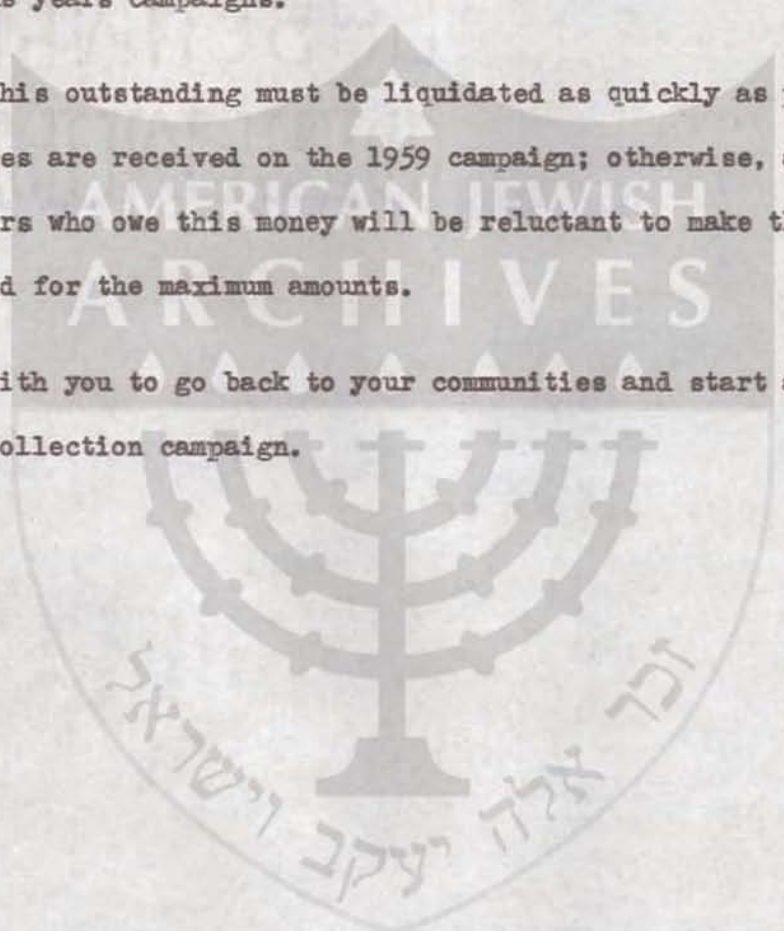 s years campaigns.
his outstanding must be liquidated as quickly as
es are received on the 1959 campaign; otherwise,
rs who owe this money will be reluctant to make t
d for the maximum amounts.
ith you to go back to your communities and start
ollection campaign.
AMERICAN JEWISH
ARCHIVES
זכר אלה יעקב וישראל